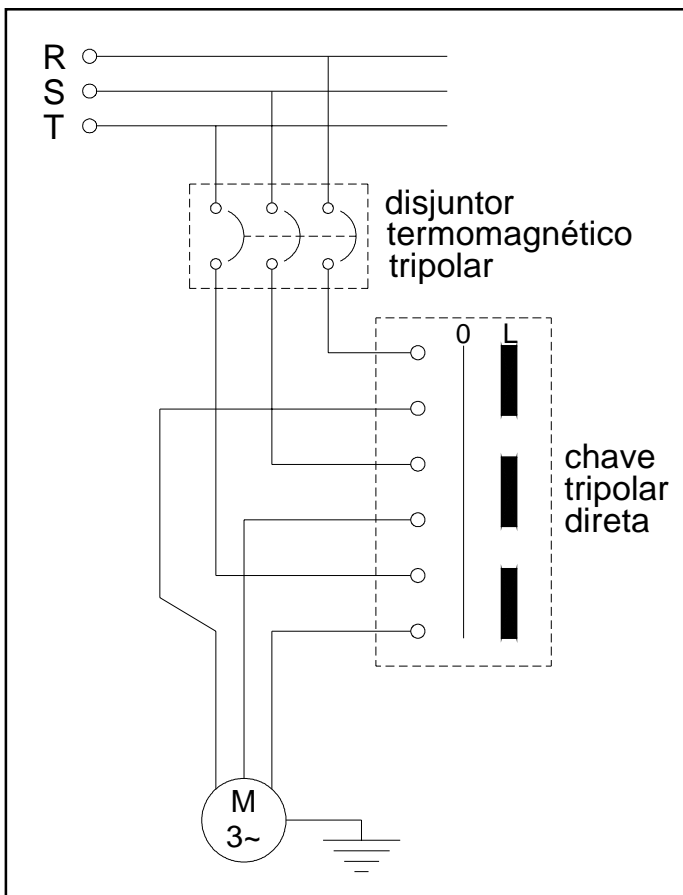 R
S
T
disjuntor
termomagnético
tripolar
0 L
chave
tripolar
direta
M
3~